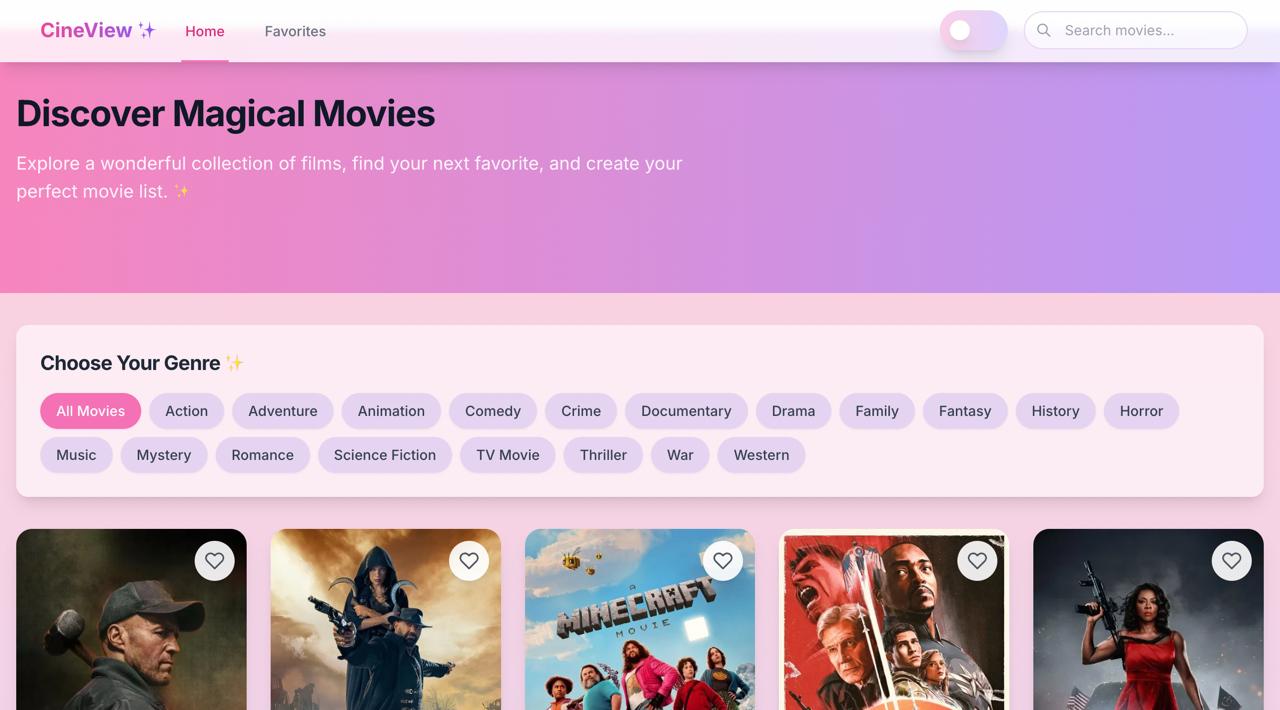 CineView ✨
Home
Favorites
Search movies...
Discover Magical Movies
Explore a wonderful collection of films, find your next favorite, and create your
perfect movie list. ✨
Choose Your Genre ✨
All Movies
Action
Adventure
Animation
Comedy
Crime
Documentary
Drama
Family
Fantasy
History
Horror
Music
Mystery
Romance
Science Fiction
TV Movie
Thriller
War
Western
A
MINECRAFT
MOVIE